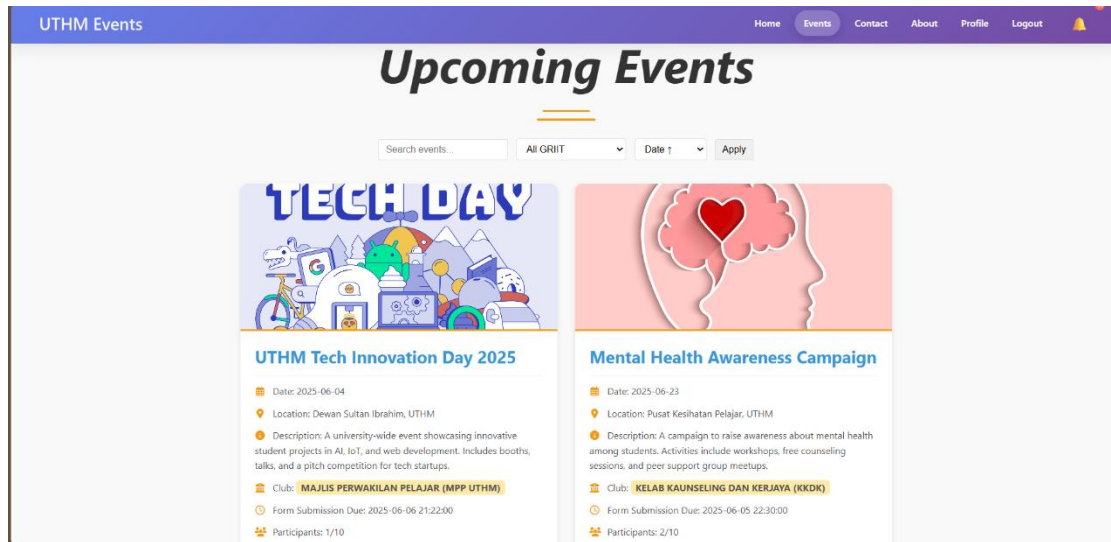 UTHM Events
Home Events Contact About Profile Logout
Upcoming Events
Search events... All GRIIT Date ↑ Apply
TECH DAY
G
UTHM Tech Innovation Day 2025
Date: 2025-06-04
Location: Dewan Sultan Ibrahim, UTHM
Description: A university-wide event showcasing innovative
student projects in AI, IoT, and web development. Includes booths,
talks, and a pitch competition for tech startups.
Club: MAJLIS PERWAKILAN PELAJAR (MPP UTHM)
Form Submission Due: 2025-06-06 21:22:00
Participants: 1/10
Mental Health Awareness Campaign
Date: 2025-06-23
Location: Pusat Kesihatan Pelajar, UTHM
Description: A campaign to raise awareness about mental health
among students. Activities include workshops, free counseling
sessions, and peer support group meetups.
Club: KELAB KAUNSELING DAN KERJAYA (KKDK)
Form Submission Due: 2025-06-05 22:30:00
Participants: 2/10